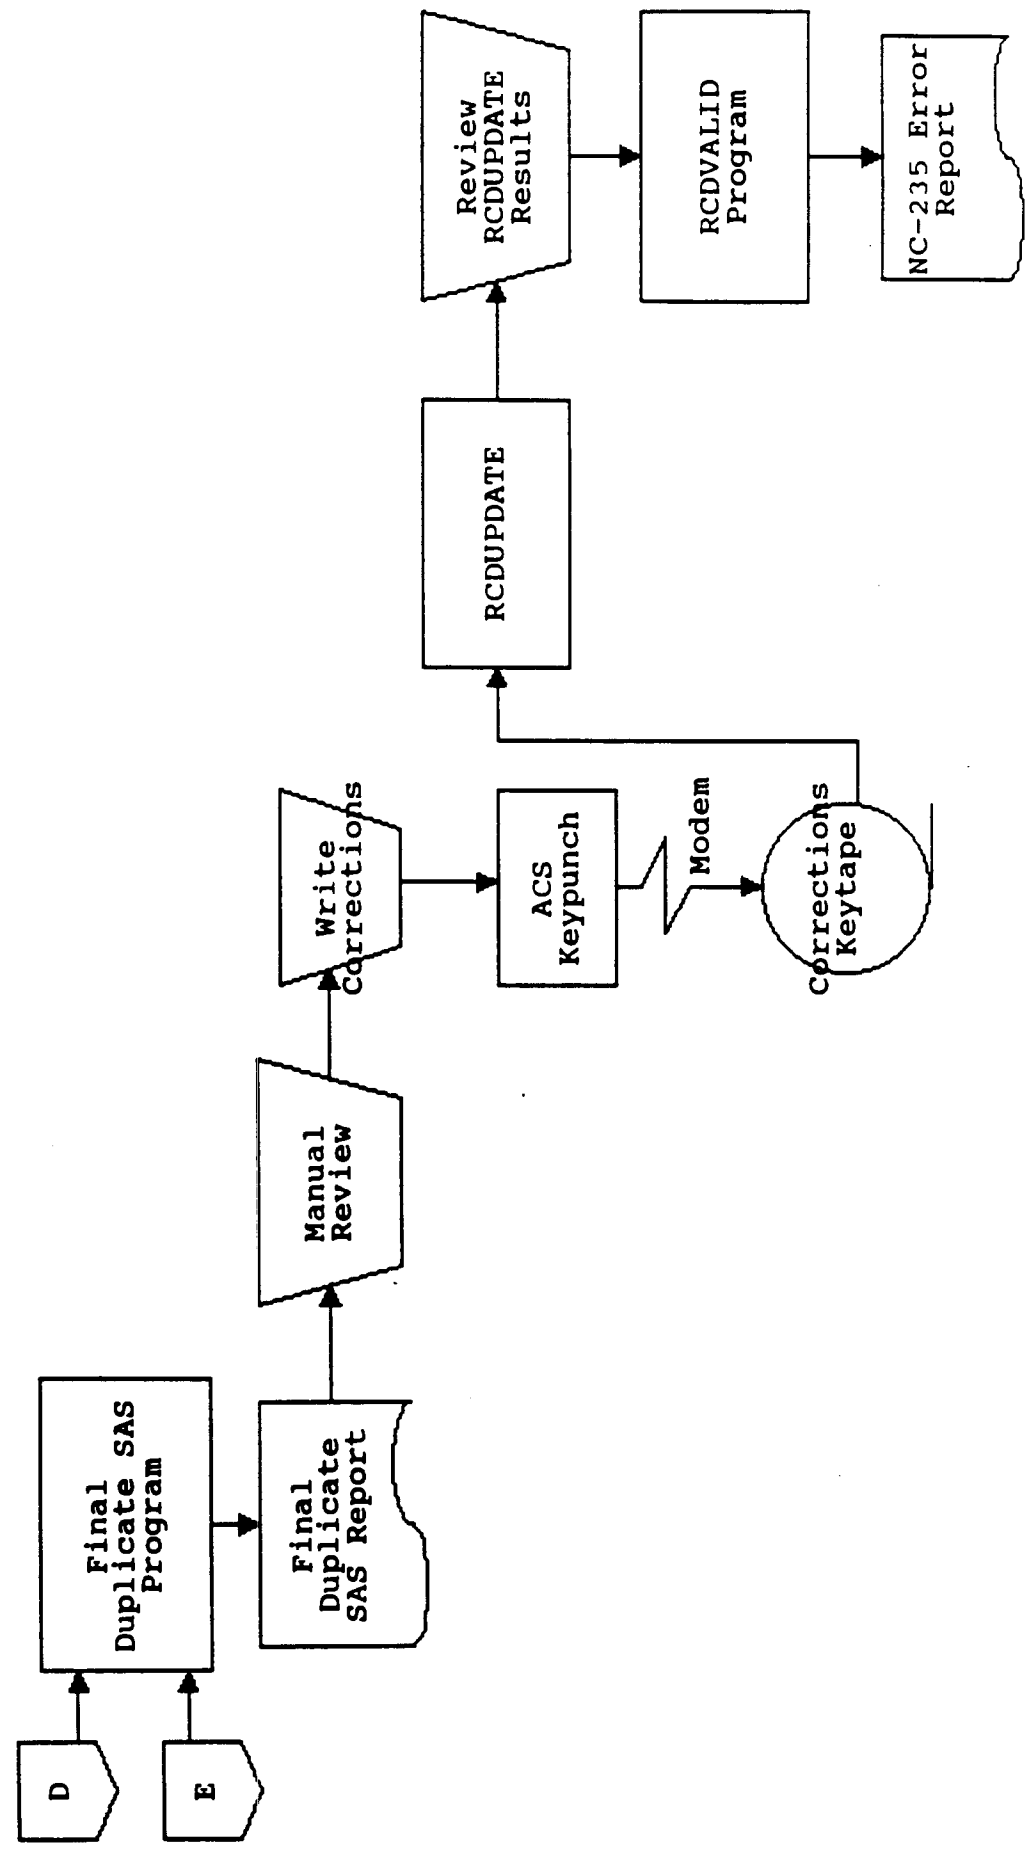 D
E
Final
Duplicate SAS
Program
Final
Duplicate
SAS Report
Manual
Review
Write
Corrections
ACS
Keypunch
Modem
Corrections
Keytape
RCDUPDATE
Review
RCDUPDATE
Results
RCDVALID
Program
NC-235 Error
Report